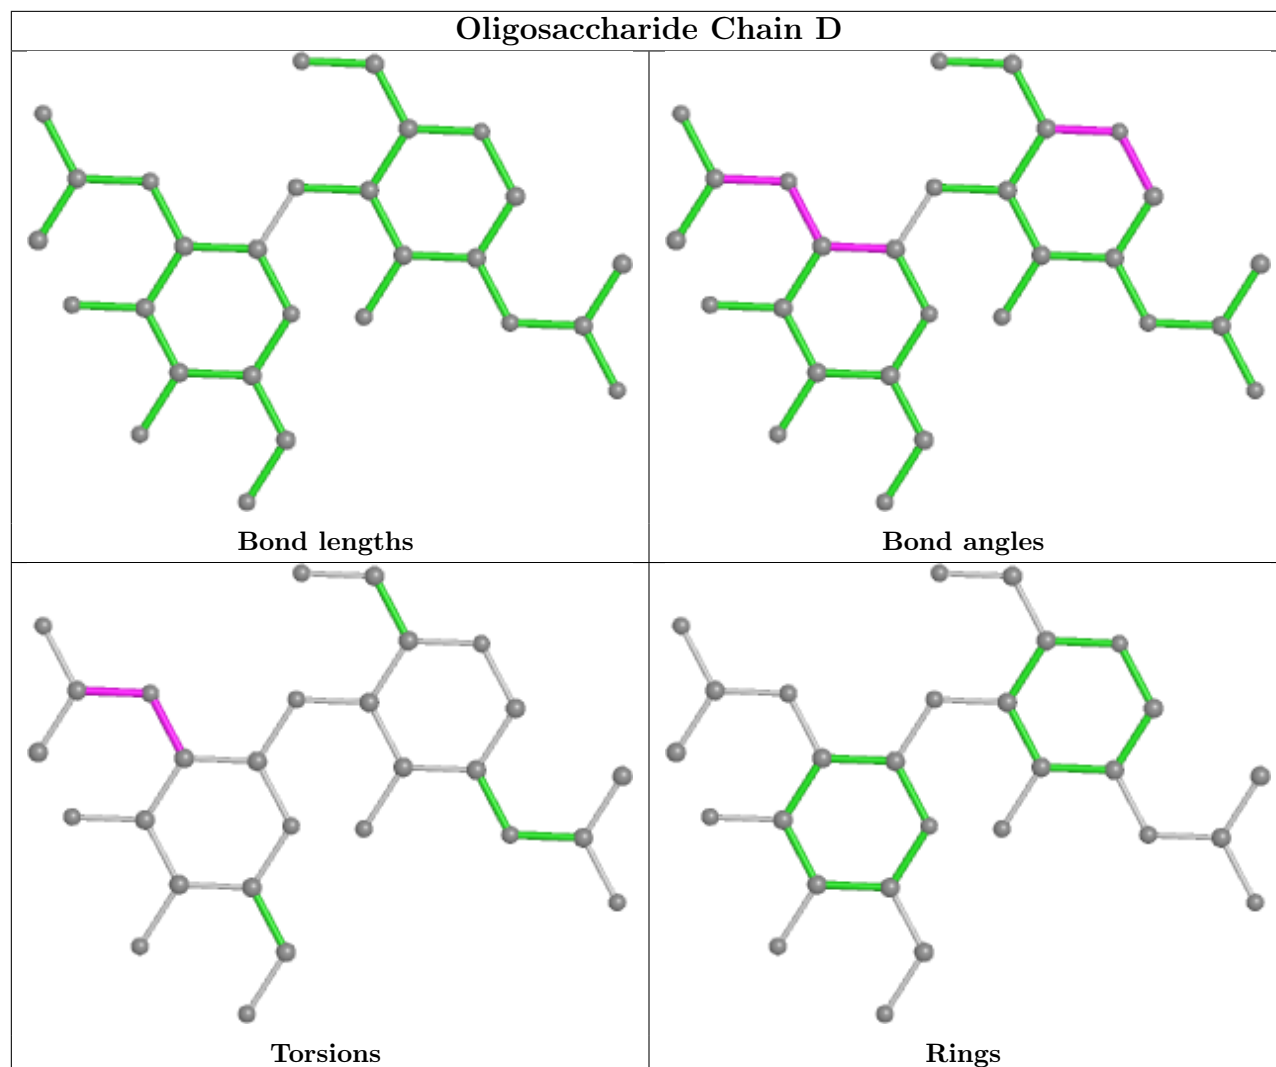 Oligosaccharide Chain D
Bond lengths
Bond angles
Torsions
Rings